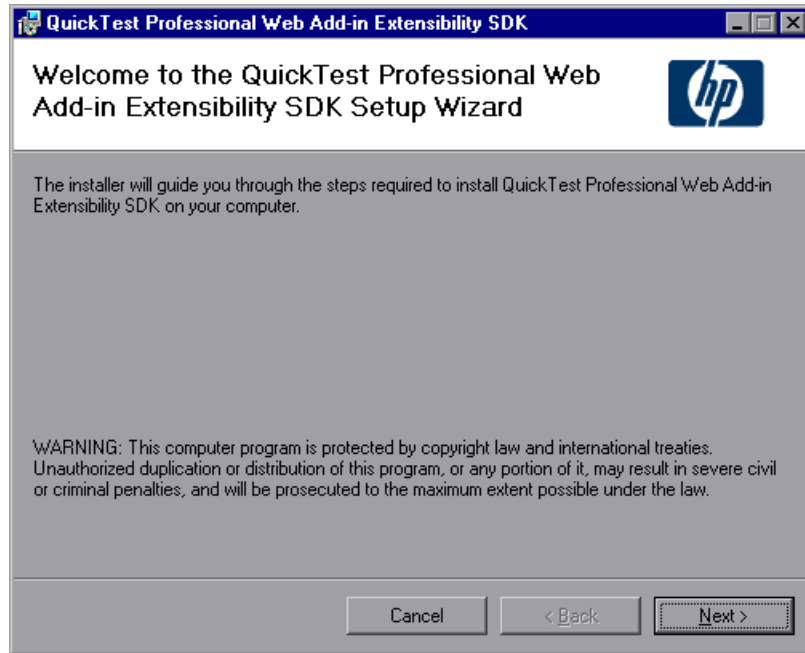 QuickTest Professional Web Add-in Extensibility SDK
Welcome to the QuickTest Professional Web
Add-in Extensibility SDK Setup Wizard
hp
The installer will guide you through the steps required to install QuickTest Professional Web Add-in
Extensibility SDK on your computer.
WARNING: This computer program is protected by copyright law and international treaties.
Unauthorized duplication or distribution of this program, or any portion of it, may result in severe civil
or criminal penalties, and will be prosecuted to the maximum extent possible under the law.
Cancel
< Back
Next >